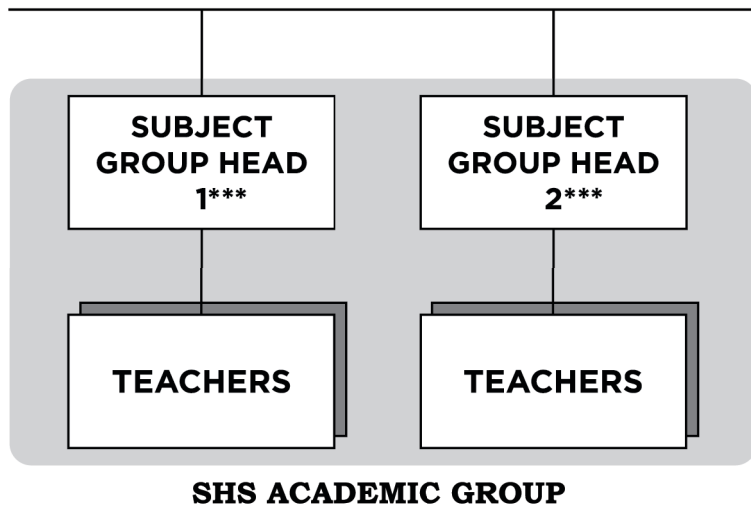 SUBJECT
GROUP HEAD
1***
SUBJECT
GROUP HEAD
2***
TEACHERS
TEACHERS
SHS ACADEMIC GROUP